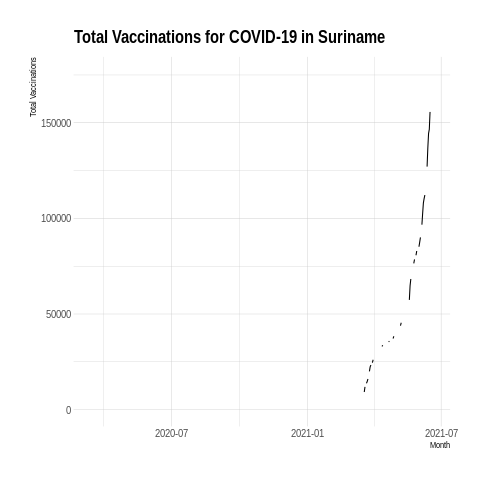 Total Vaccinations for COVID-19 in Suriname
Total Vaccinations
150000
100000
50000
0
2020-07 2021-01 2021-07
Month